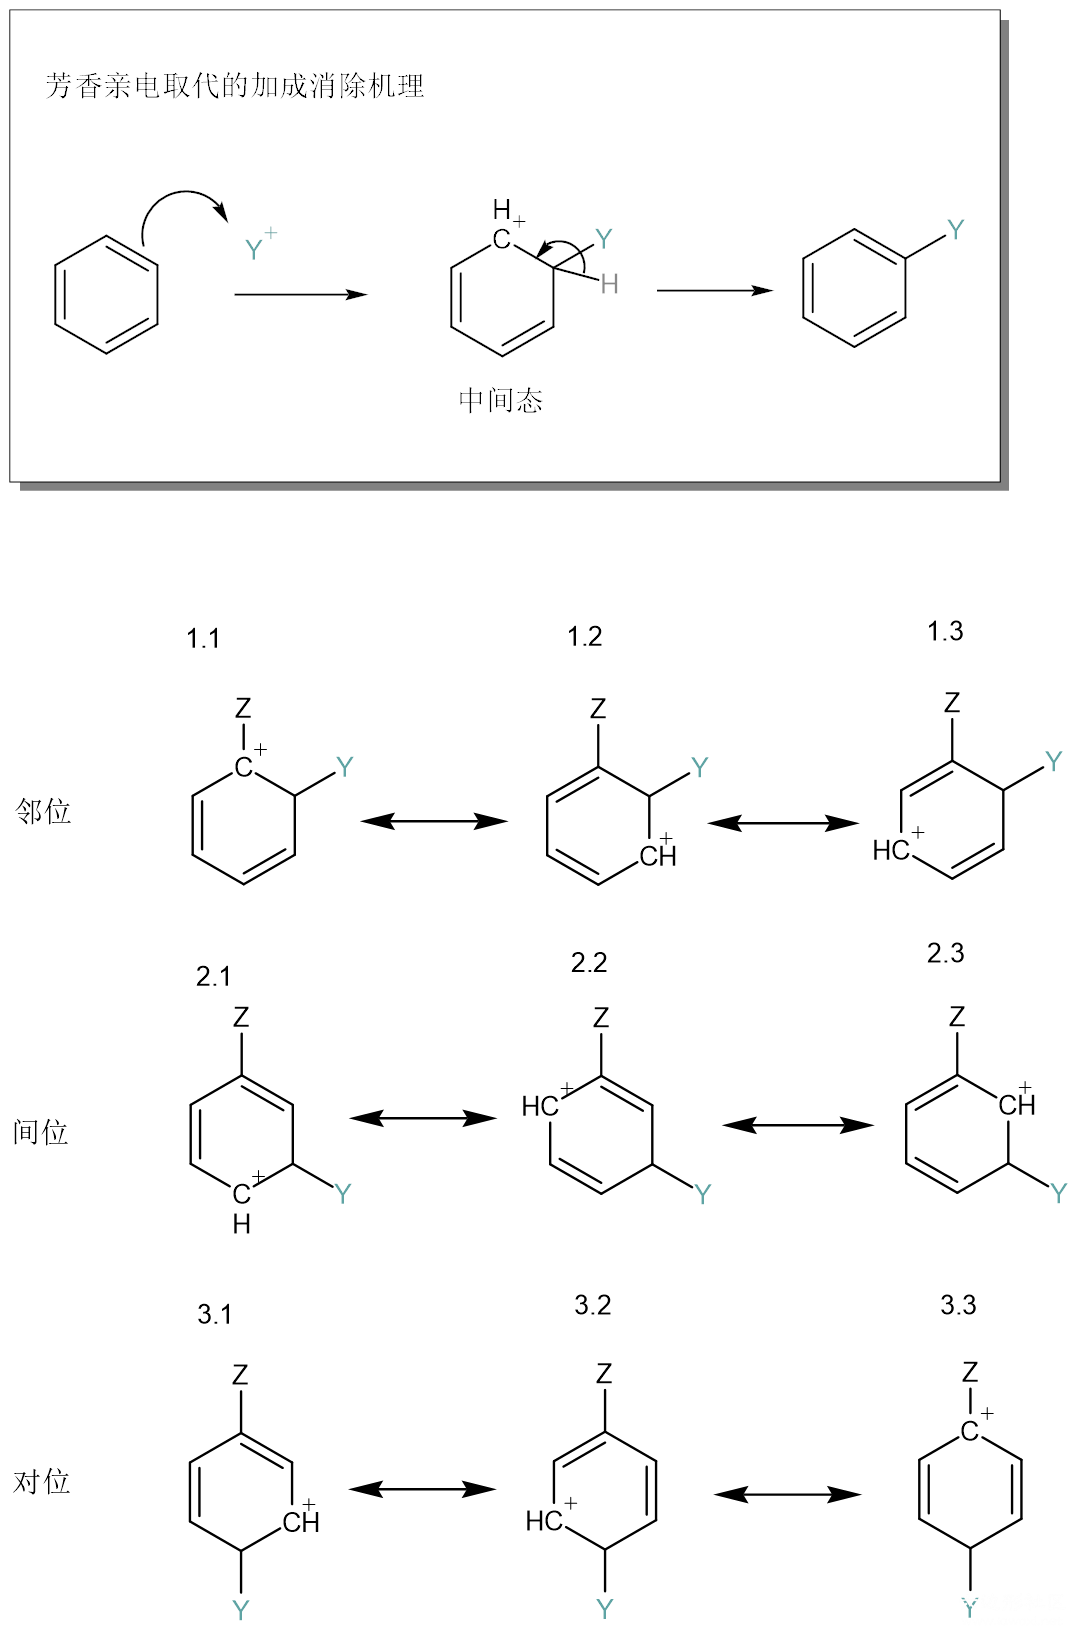 芳香亲电取代的加成消除机理
H
+
Y
+
C
Y
H
Y
中间态
1.1
1.2
1.3
Z
Z
Z
C
+
Y
Y
Y
邻位
CH
+
HC
+
2.1
2.2
2.3
Z
Z
Z
HC
+
CH
+
间位
C
+
H
Y
Y
Y
3.1
3.2
3.3
Z
Z
Z
C
+
对位
CH
+
HC
+
Y
Y
Y